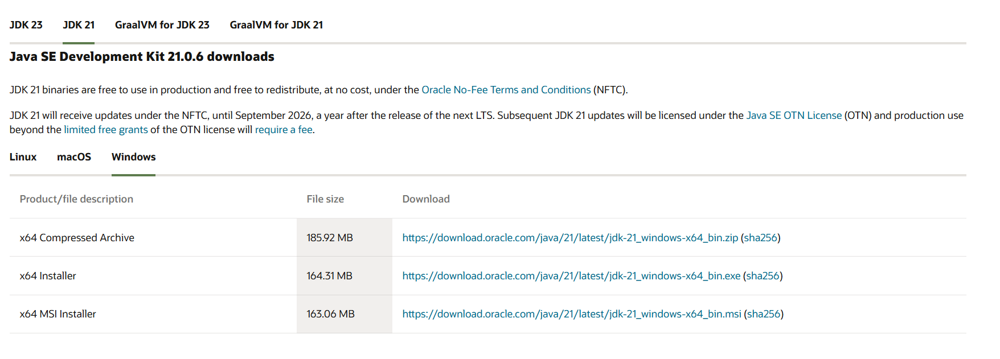 JDK 23 JDK 21 GraalVM for JDK 23 GraalVM for JDK 21
Java SE Development Kit 21.0.6 downloads
JDK 21 binaries are free to use in production and free to redistribute, at no cost, under the Oracle No-Fee Terms and Conditions (NFTC).
JDK 21 will receive updates under the NFTC, until September 2026, a year after the release of the next LTS. Subsequent JDK 21 updates will be licensed under the Java SE OTN License (OTN) and production use
beyond the limited free grants of the OTN license will require a fee.
Linux macOS Windows
Product/file description File size Download
x64 Compressed Archive 185.92 MB https://download.oracle.com/java/21/latest/jdk-21_windows-x64_bin.zip (sha256)
x64 Installer 164.31 MB https://download.oracle.com/java/21/latest/jdk-21_windows-x64_bin.exe (sha256)
x64 MSI Installer 163.06 MB https://download.oracle.com/java/21/latest/jdk-21_windows-x64_bin.msi (sha256)